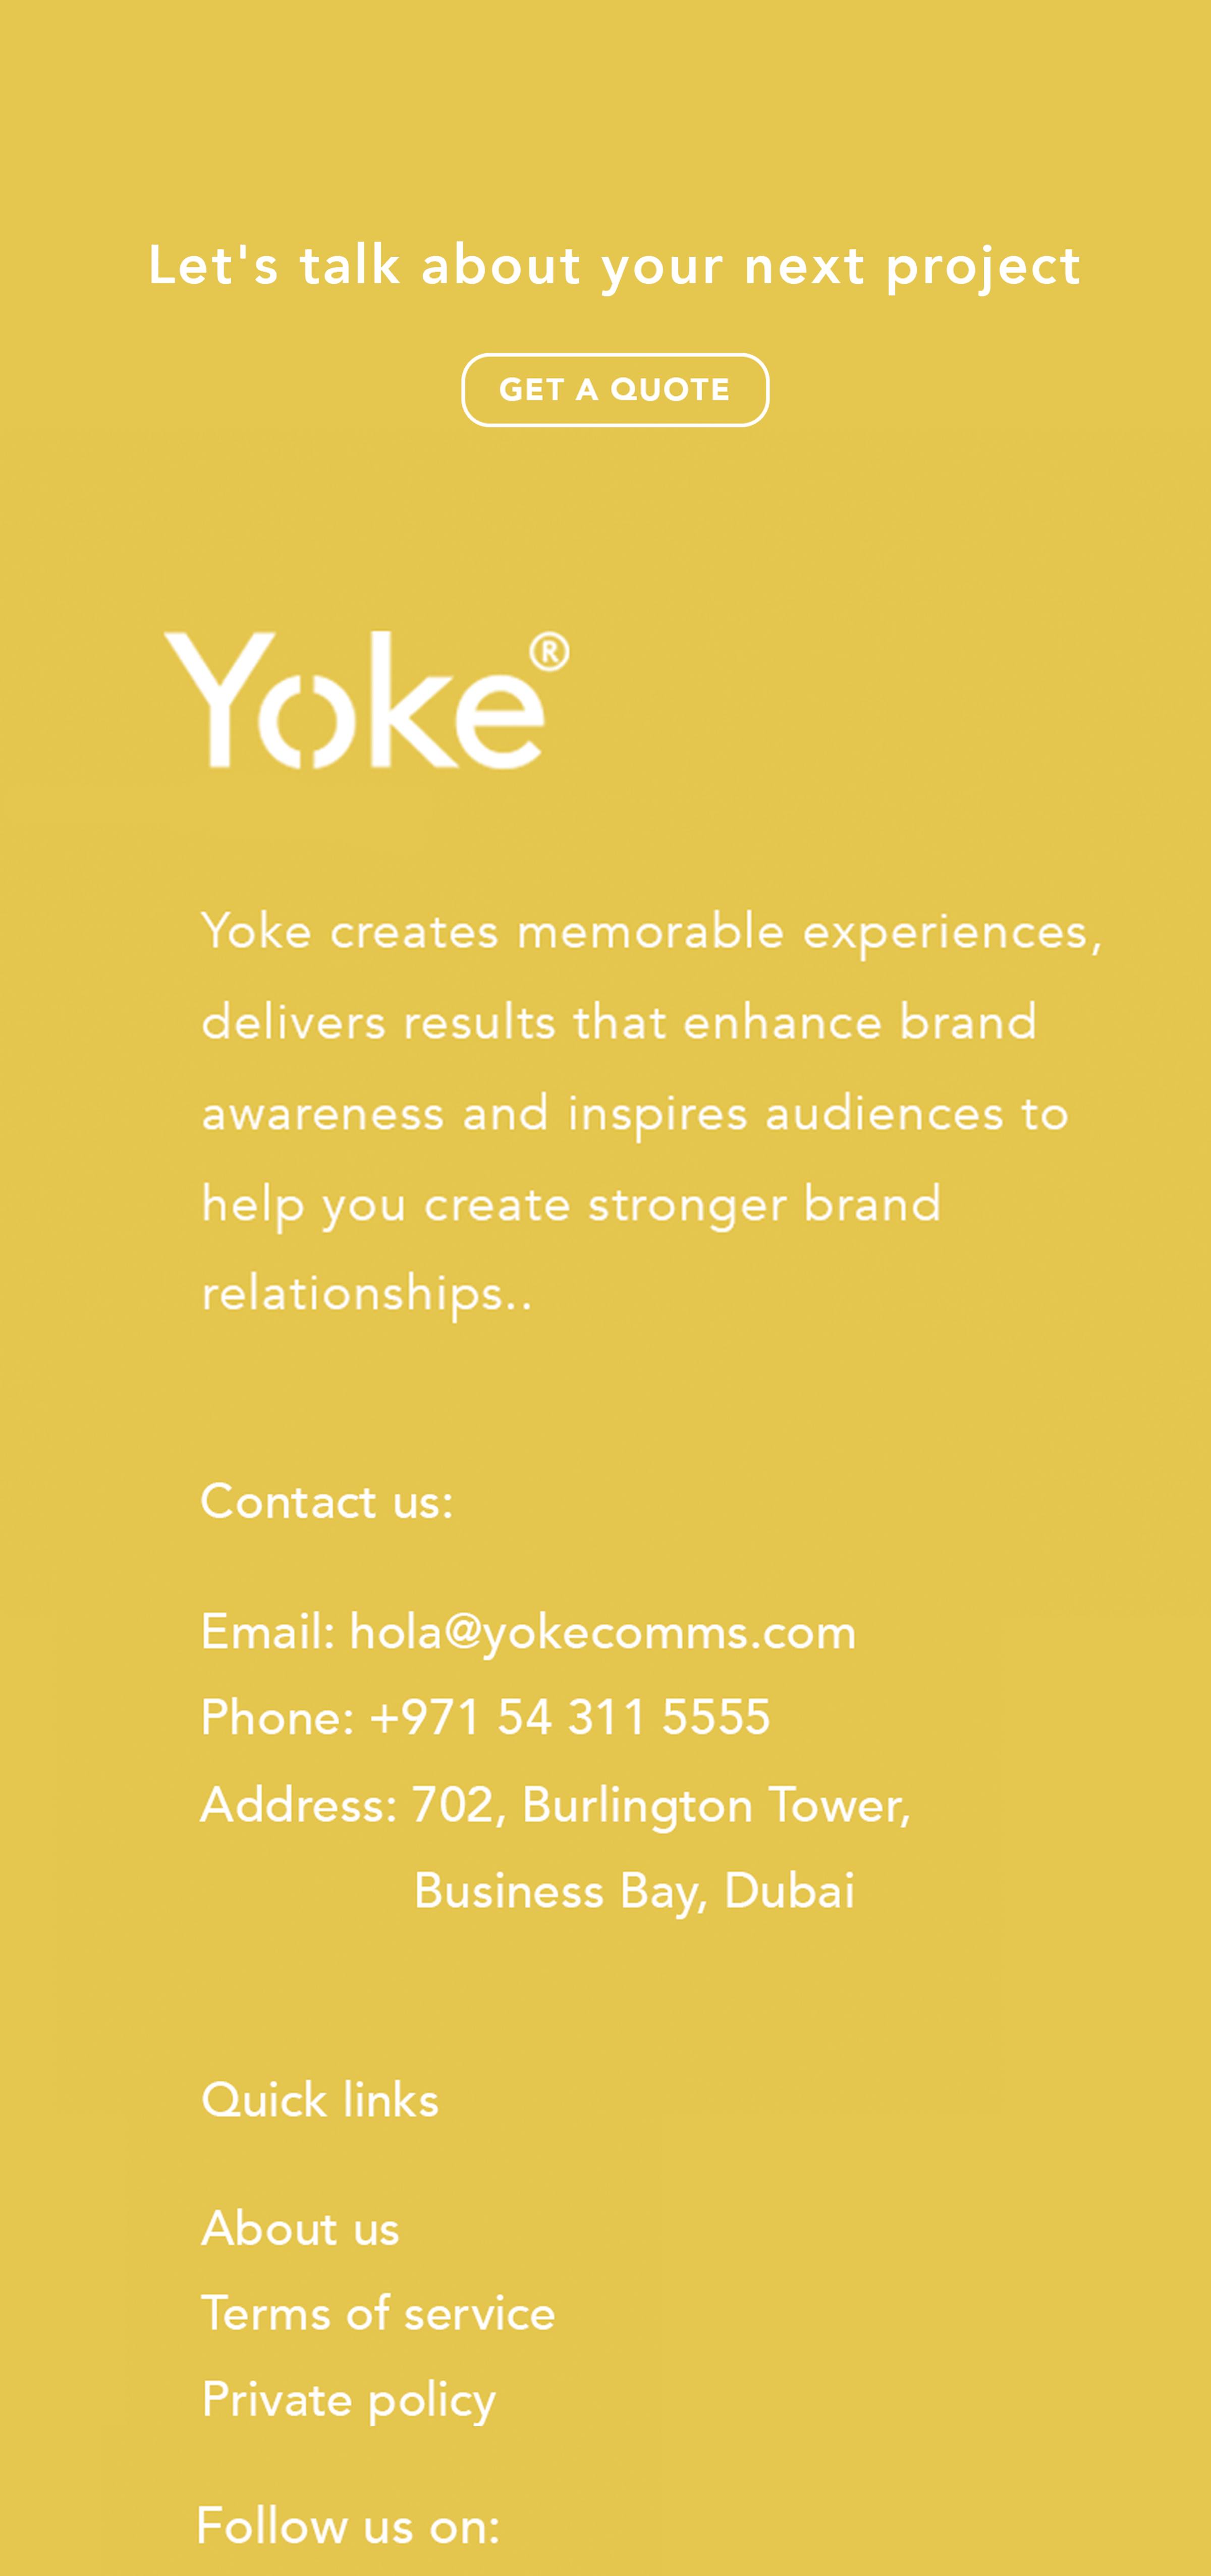 Let's talk about your next project
GET A QUOTE
Yoke®
Yoke creates memorable experiences,
delivers results that enhance brand
awareness and inspires audiences to
help you create stronger brand
relationships..
Contact us:
Email: hola@yokecomms.com
Phone: +971 54 311 5555
Address: 702, Burlington Tower,
Business Bay, Dubai
Quick links
About us
Terms of service
Private policy
Follow us on: